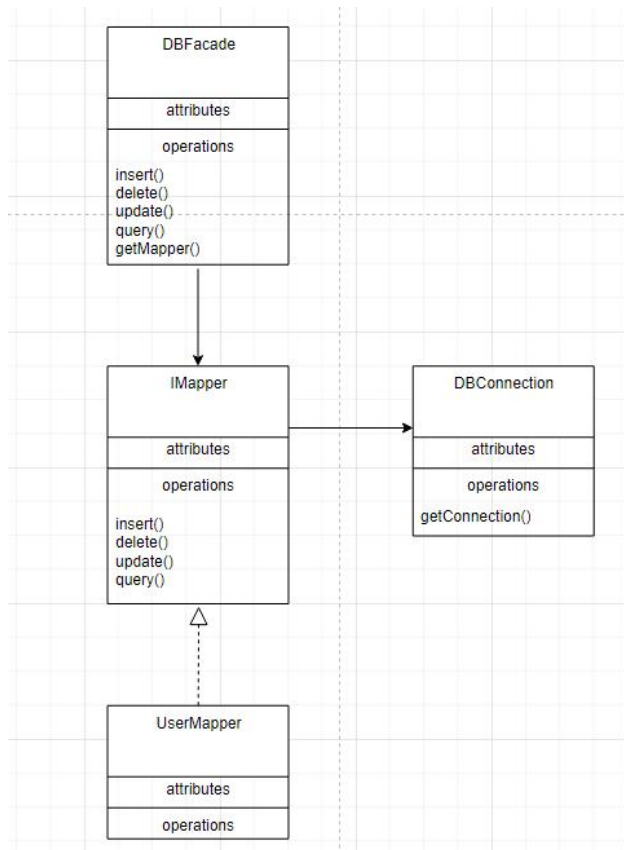 DBFacade
attributes
operations
insert()
delete()
update()
query()
getMapper()
IMapper
attributes
operations
insert()
delete()
update()
query()
DBConnection
attributes
operations
getConnection()
UserMapper
attributes
operations